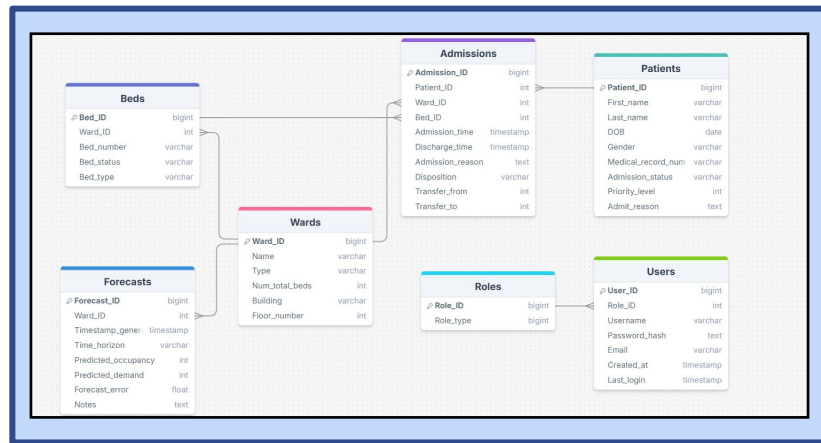 Beds
Bed_ID bigint
Ward_ID int
Bed_number varchar
Bed_status varchar
Bed_type varchar
Forecasts
Forecast_ID bigint
Ward_ID int
Timestamp_gener timestamp
Time_horizon varchar
Predicted_occupancy int
Predicted_demand int
Forecast_error float
Notes text
Wards
Ward_ID bigint
Name varchar
Type varchar
Num_total_beds int
Building varchar
Floor_number int
Admissions
Admission_ID bigint
Patient_ID int
Ward_ID int
Bed_ID int
Admission_time timestamp
Discharge_time timestamp
Admission_reason text
Disposition varchar
Transfer_from int
Transfer_to int
Patients
Patient_ID bigint
First_name varchar
Last_name varchar
DOB date
Gender varchar
Medical_record_num varchar
Admission_status varchar
Priority_level int
Admit_reason text
Roles
Role_ID bigint
Role_type bigint
Users
User_ID bigint
Role_ID int
Username varchar
Password_hash text
Email varchar
Created_at timestamp
Last_login timestamp